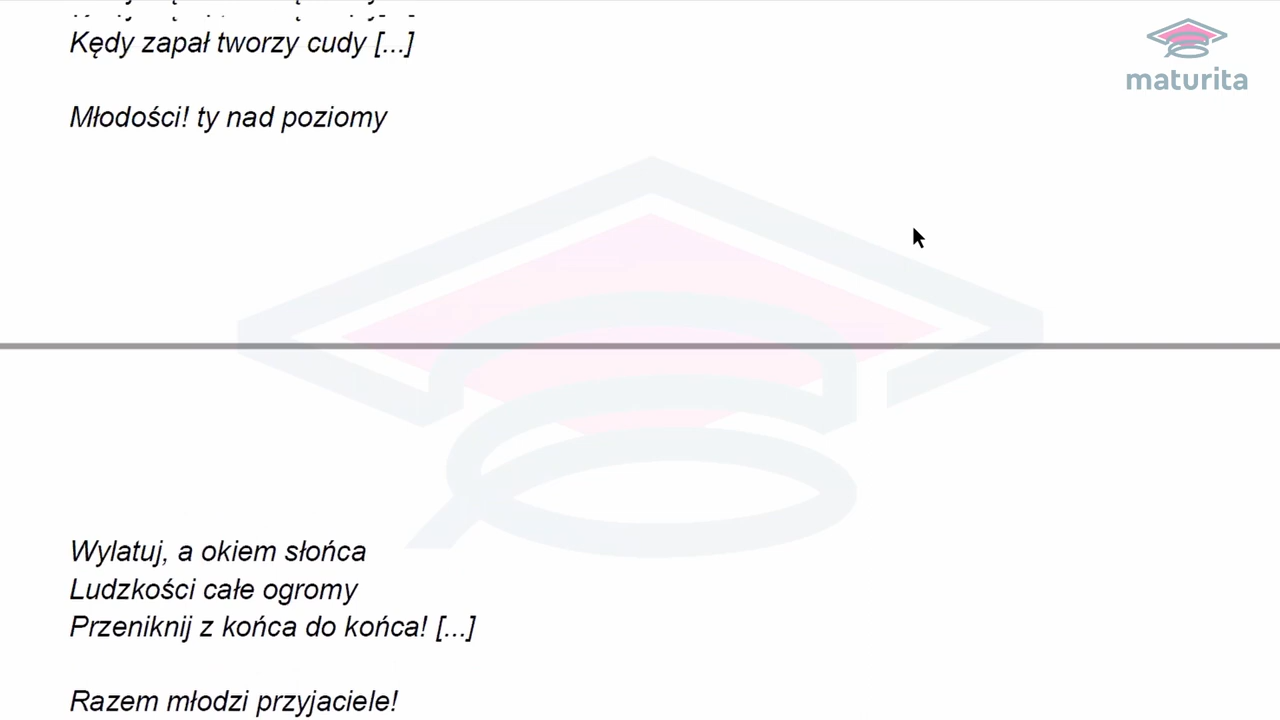 Kędy zapał tworzy cudy [...]
maturita
Młodości! ty nad poziomy
Wylatuj, a okiem słońca
Ludzkości całe ogromy
Przeniknij z końca do końca! [...]
Razem młodzi przyjaciele!